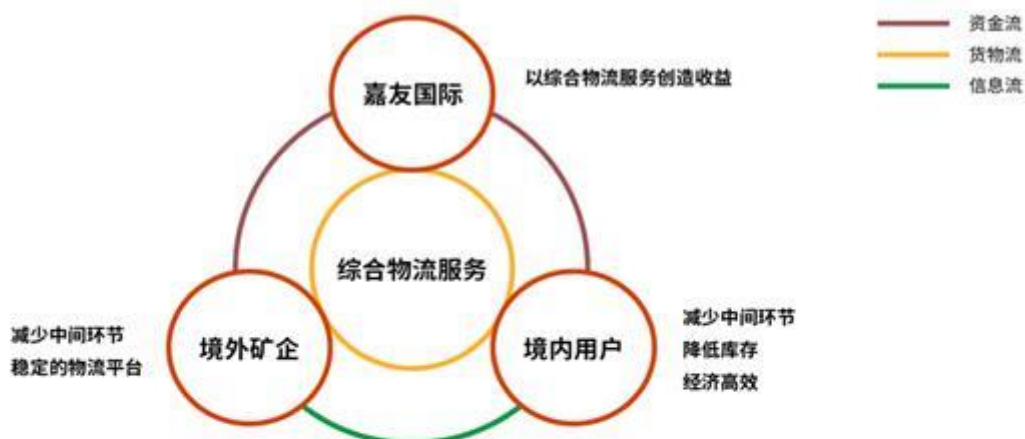 资金流
货物流
信息流
嘉友国际
以综合物流服务创造收益
综合物流服务
境外矿企
境内用户
减少中间环节
稳定的物流平台
减少中间环节
降低库存
经济高效